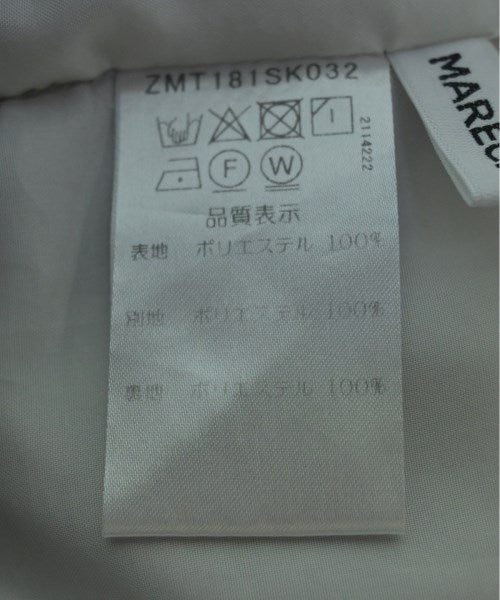 ZMT181SK032
2114222
F W
品質表示
表地 ポリエステル 100%
別地 ポリエステル 100%
裏地 ポリエステル 100%